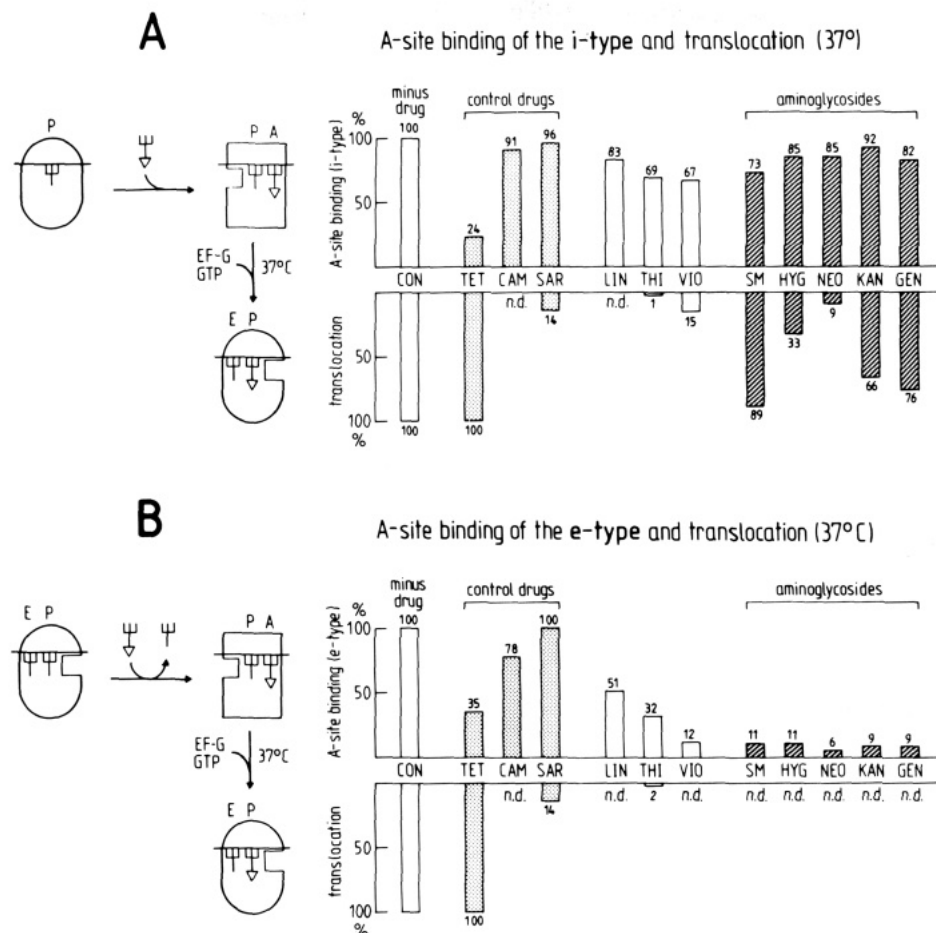 A
A-site binding of the i-type and translocation (37°)
P
P A
EF-G
GTP
37°C
E P
A-site binding (i-type)
%
100
50
translocation
50
100
%
minus
drug
control drugs
aminoglycosides
100
24
91
96
83
69
67
73
85
85
92
82
CON TET CAM SAR LIN THI VIO SM HYG NEO KAN GEN
n.d.
n.d.
100
100
14
1
15
89
33
9
66
76
B
A-site binding of the e-type and translocation (37°C)
E P
P A
EF-G
GTP
37°C
E P
A-site binding (e-type)
%
100
50
translocation
50
100
%
minus
drug
control drugs
aminoglycosides
100
35
78
100
51
32
12
11
11
6
9
9
CON TET CAM SAR LIN THI VIO SM HYG NEO KAN GEN
n.d. n.d. n.d. n.d. n.d. n.d. n.d. n.d.
100
14
2